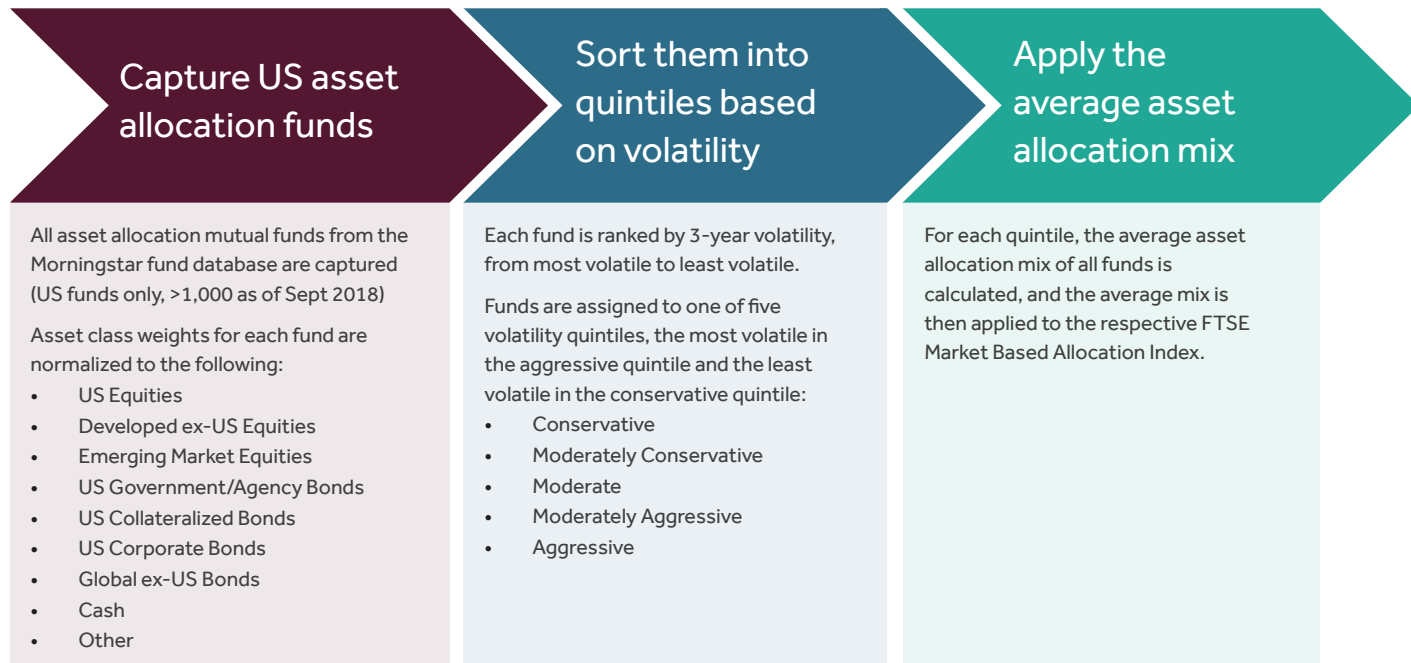 Capture US asset
allocation funds
All asset allocation mutual funds from the
Morningstar fund database are captured
(US funds only, >1,000 as of Sept 2018)
Asset class weights for each fund are
normalized to the following:
• US Equities
• Developed ex-US Equities
• Emerging Market Equities
• US Government/Agency Bonds
• US Collateralized Bonds
• US Corporate Bonds
• Global ex-US Bonds
• Cash
• Other
Sort them into
quintiles based
on volatility
Each fund is ranked by 3-year volatility,
from most volatile to least volatile.
Funds are assigned to one of five
volatility quintiles, the most volatile in
the aggressive quintile and the least
volatile in the conservative quintile:
• Conservative
• Moderately Conservative
• Moderate
• Moderately Aggressive
• Aggressive
Apply the
average asset
allocation mix
For each quintile, the average asset
allocation mix of all funds is
calculated, and the average mix is
then applied to the respective FTSE
Market Based Allocation Index.